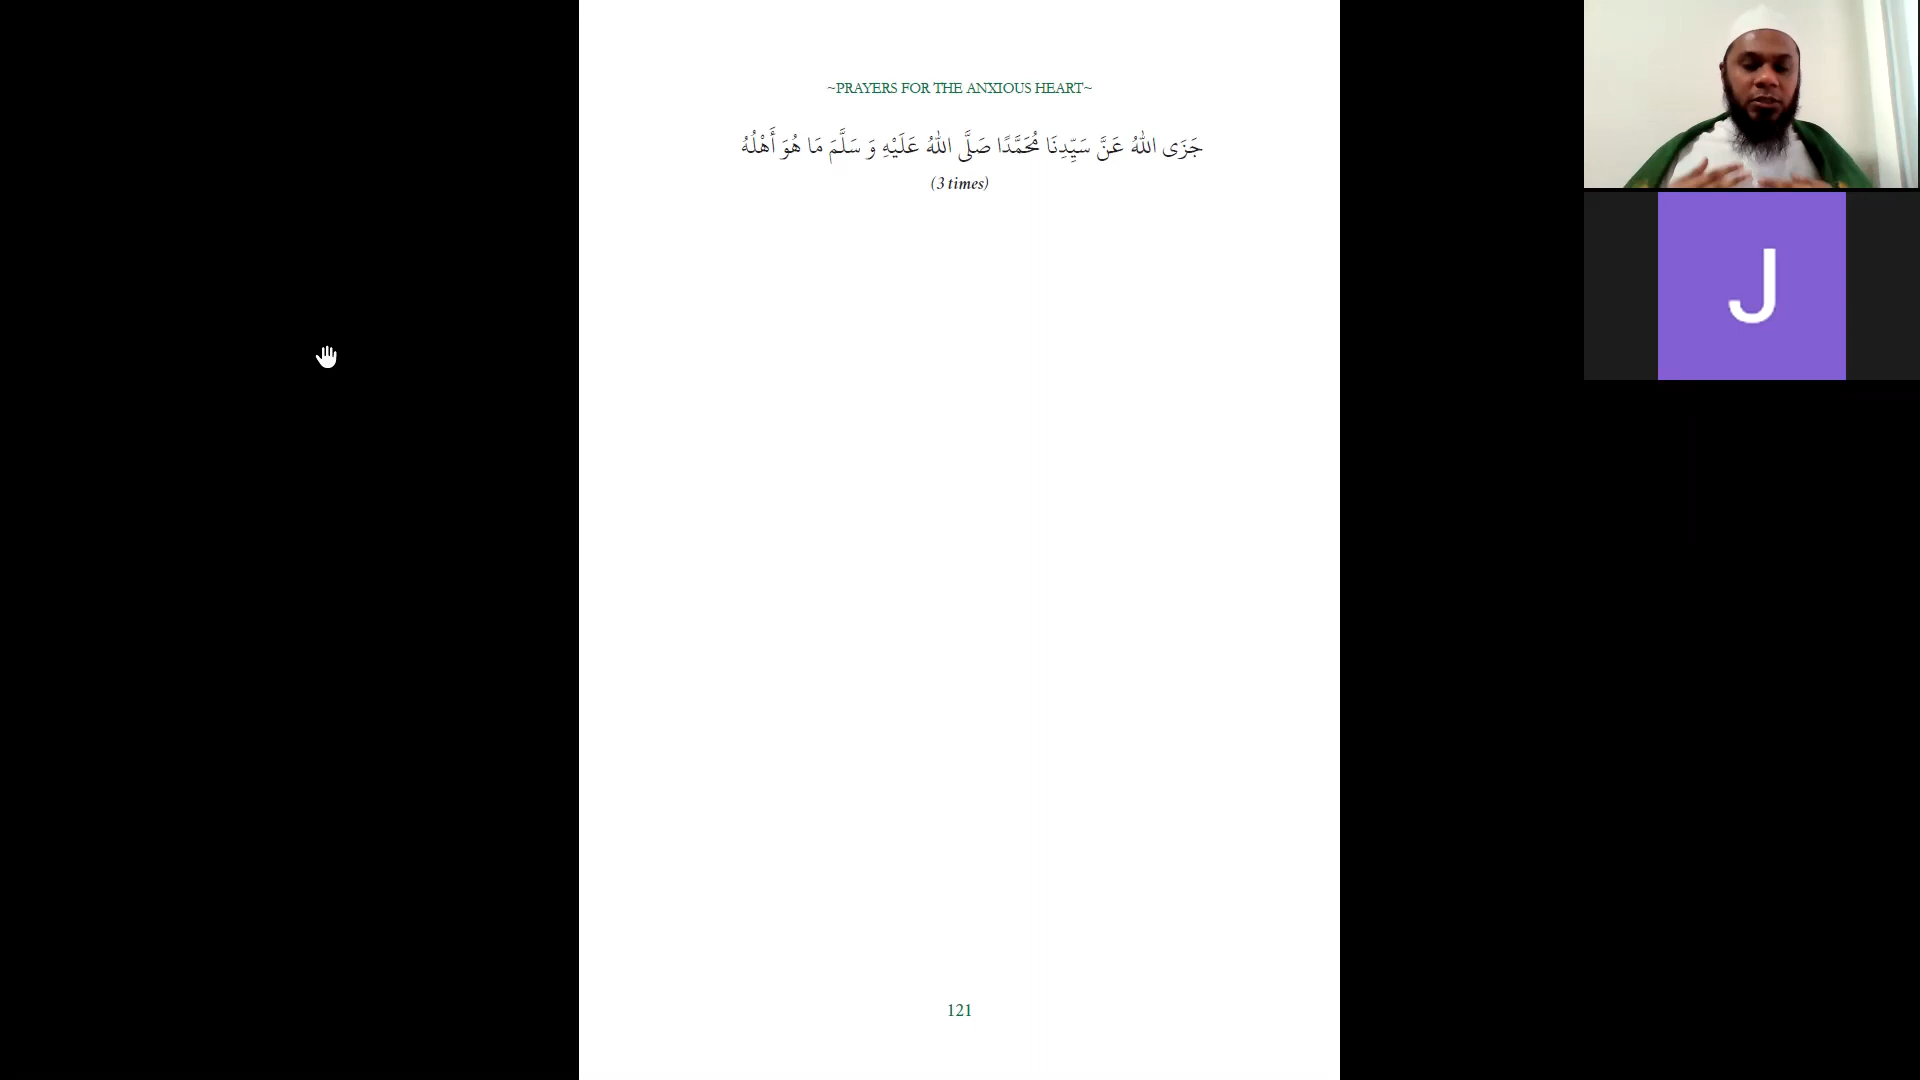 ~PRAYERS FOR THE ANXIOUS HEART~
جَزَى اللهُ عَنَّ سَيِّدِنَا مُحَمَّدًا صَلَّى اللهُ عَلَيْهِ وَ سَلَّمَ مَا هُوَ أَهْلُهُ
(3 times)
J
121